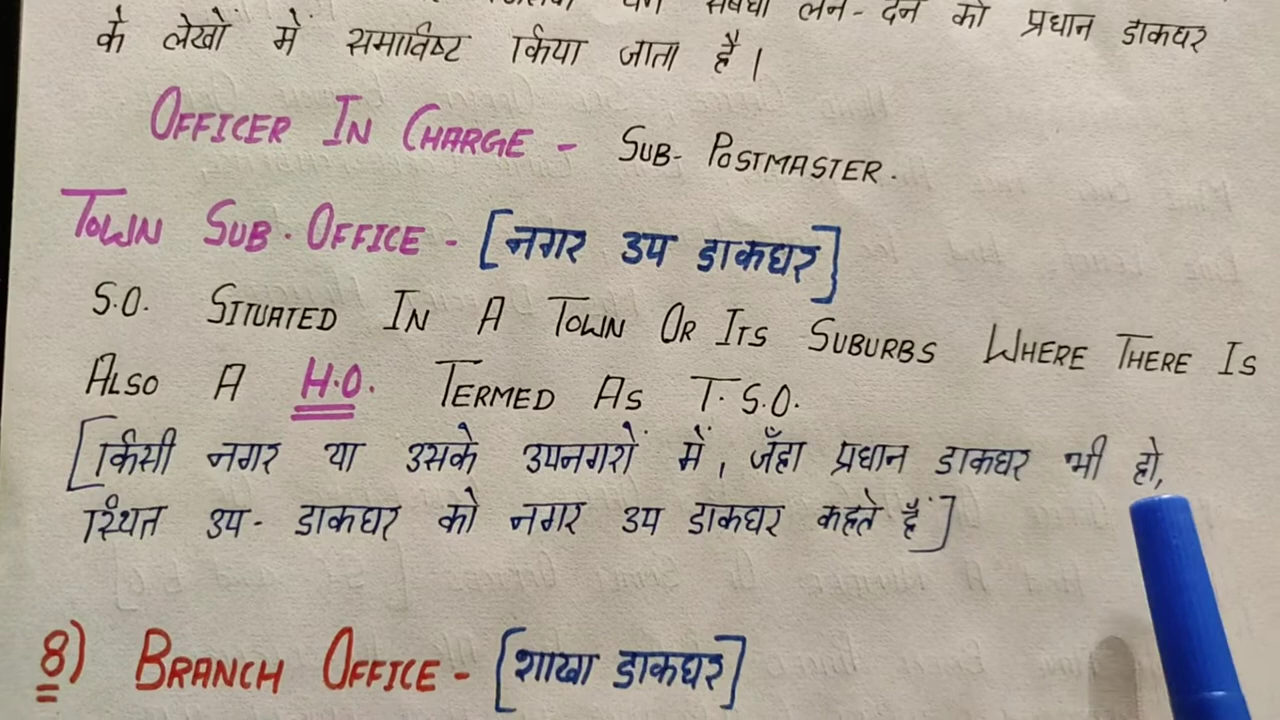 लेन-देन को प्रधान डाकघर
के लेखों में समाविष्ट किया जाता है।
OFFICER IN CHARGE - SUB-POSTMASTER.
TOWN SUB-OFFICE - [नगर उप डाकघर]
S.O. SITUATED IN A TOWN OR ITS SUBURBS WHERE THERE IS
ALSO A H.O. TERMED AS T.S.O.
[किसी नगर या उसके उपनगरों में, जँहा प्रधान डाकघर भी हो,
स्थित उप-डाकघर को नगर उप डाकघर कहते हैं]
8) BRANCH OFFICE - [शाखा डाकघर]